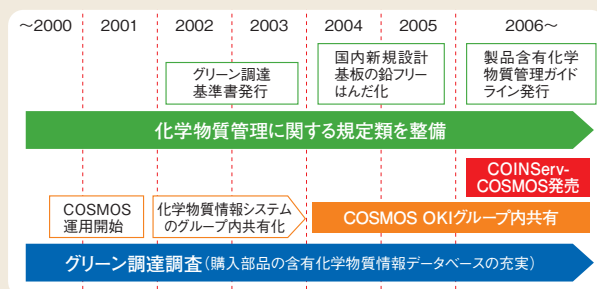 ～2000 2001 2002 2003 2004 2005 2006～
グリーン調達
基準書発行
国内新規設計
基板の鉛フリー
はんだ化
製品含有化学
物質管理ガイド
ライン発行
化学物質管理に関する規定類を整備
COINServ-
COSMOS発売
COSMOS
運用開始
化学物質情報システム
のグループ内共有化
COSMOS OKIグループ内共有
グリーン調達調査（購入部品の含有化学物質情報データベースの充実）